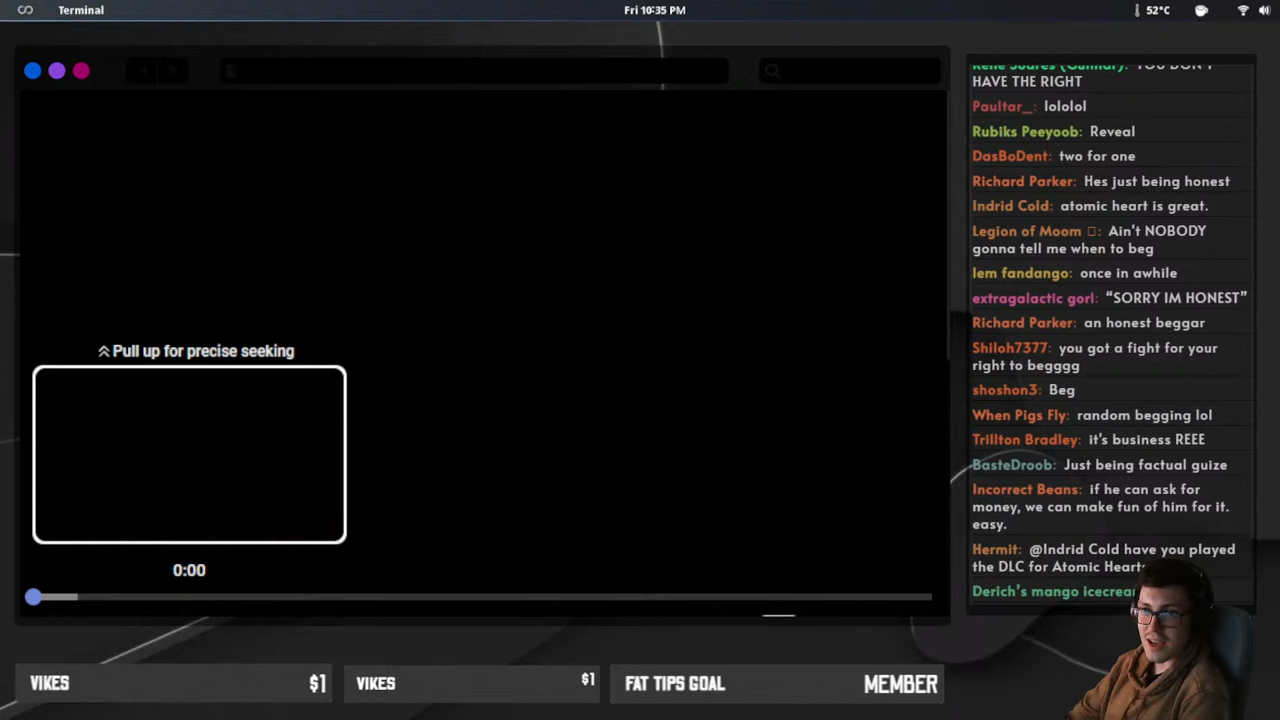 Terminal
Fri 10:35 PM
52°C
Pull up for precise seeking
0:00
Rene Soares (Gunnar): YOU DON'T
HAVE THE RIGHT
Paultar_: lololol
Rubiks Peeyoob: Reveal
DasBoDent: two for one
Richard Parker: Hes just being honest
Indrid Cold: atomic heart is great.
Legion of Moom : Ain't NOBODY
gonna tell me when to beg
lem fandango: once in awhile
extragalactic gorl: “SORRY IM HONEST”
Richard Parker: an honest beggar
Shiloh7377: you got a fight for your
right to begggg
shoshon3: Beg
When Pigs Fly: random begging lol
Trillton Bradley: it's business REEE
BasteDroob: Just being factual guize
Incorrect Beans: if he can ask for
money, we can make fun of him for it.
easy.
Hermit: @Indrid Cold have you played
the DLC for Atomic Heart
Derich's mango icecream
VIKES $1
VIKES $1
FAT TIPS GOAL MEMBER